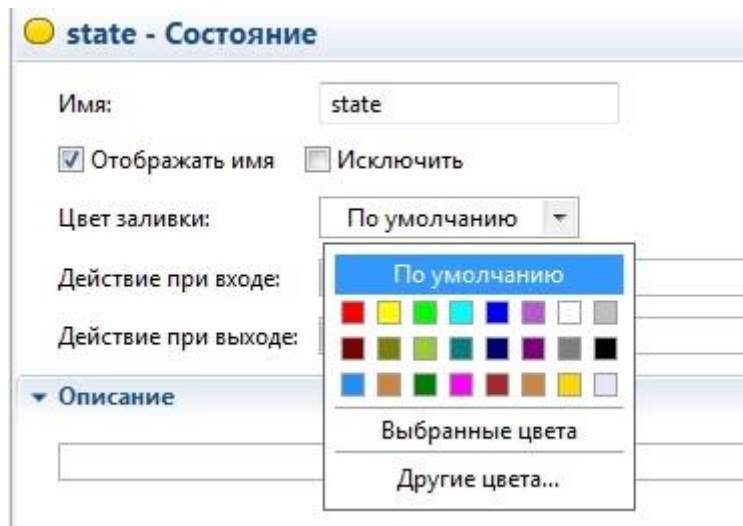 state - Состояние
Имя: state
Отображать имя Исключить
Цвет заливки: По умолчанию
По умолчанию
Действие при входе:
Действие при выходе:
Описание
Выбранные цвета
Другие цвета...